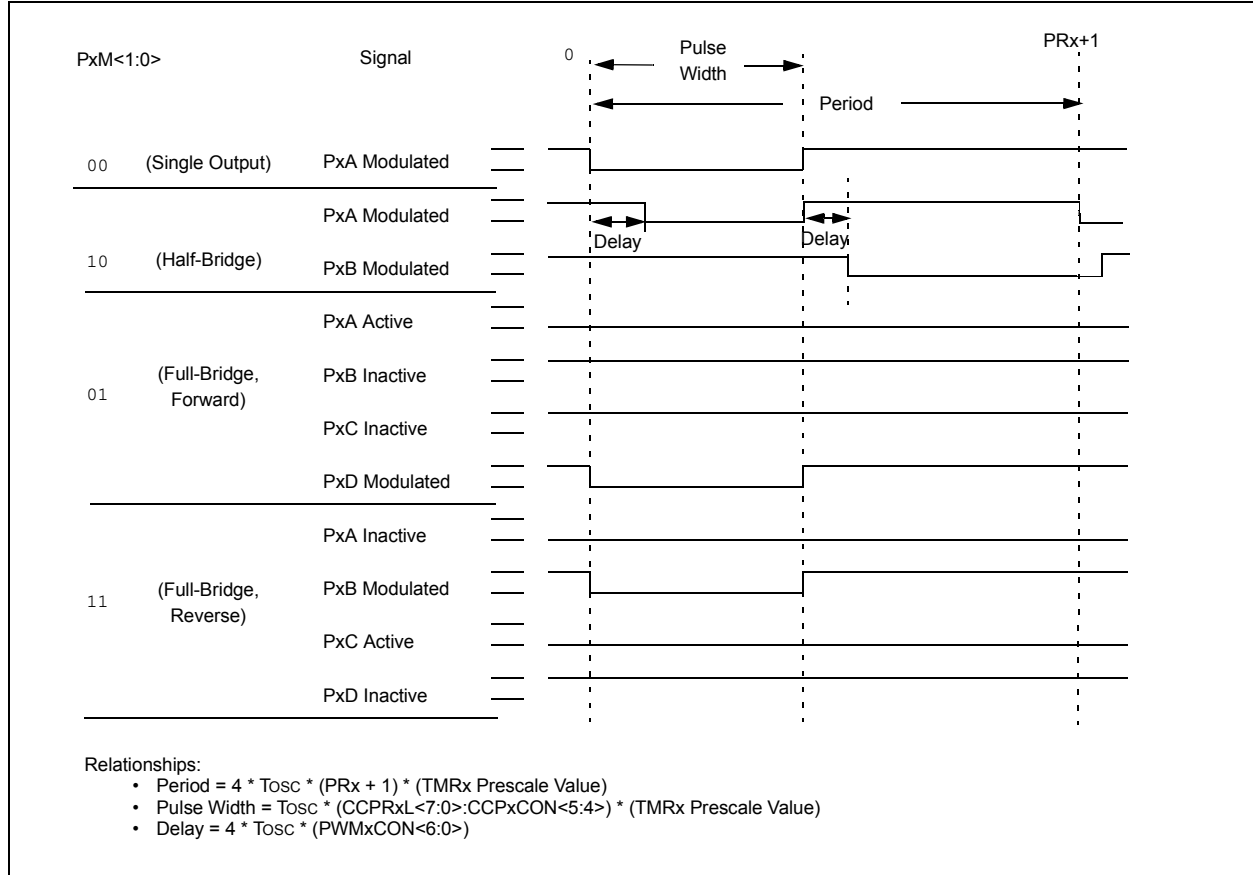 PxM<1:0>
Signal
0
Pulse
Width
PRx+1
Period
00
(Single Output)
PxA Modulated
PxA Modulated
Delay
Delay
10
(Half-Bridge)
PxB Modulated
PxA Active
01
(Full-Bridge,
Forward)
PxB Inactive
PxC Inactive
PxD Modulated
PxA Inactive
11
(Full-Bridge,
Reverse)
PxB Modulated
PxC Active
PxD Inactive
Relationships:
• Period = 4 * TOSC * (PRx + 1) * (TMRx Prescale Value)
• Pulse Width = TOSC * (CCPRxL<7:0>:CCPxCON<5:4>) * (TMRx Prescale Value)
• Delay = 4 * TOSC * (PWMxCON<6:0>)